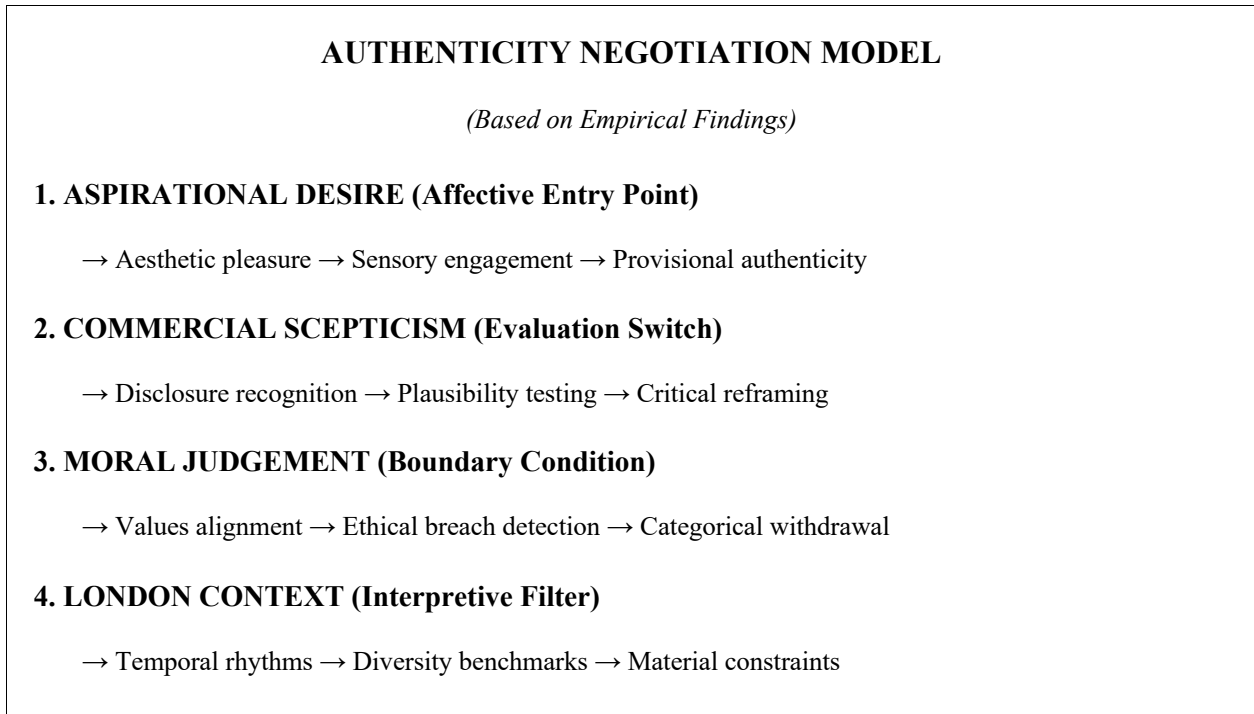 AUTHENTICITY NEGOTIATION MODEL
(Based on Empirical Findings)
1. ASPIRATIONAL DESIRE (Affective Entry Point)
→ Aesthetic pleasure → Sensory engagement → Provisional authenticity
2. COMMERCIAL SCEPTICISM (Evaluation Switch)
→ Disclosure recognition → Plausibility testing → Critical reframing
3. MORAL JUDGEMENT (Boundary Condition)
→ Values alignment → Ethical breach detection → Categorical withdrawal
4. LONDON CONTEXT (Interpretive Filter)
→ Temporal rhythms → Diversity benchmarks → Material constraints